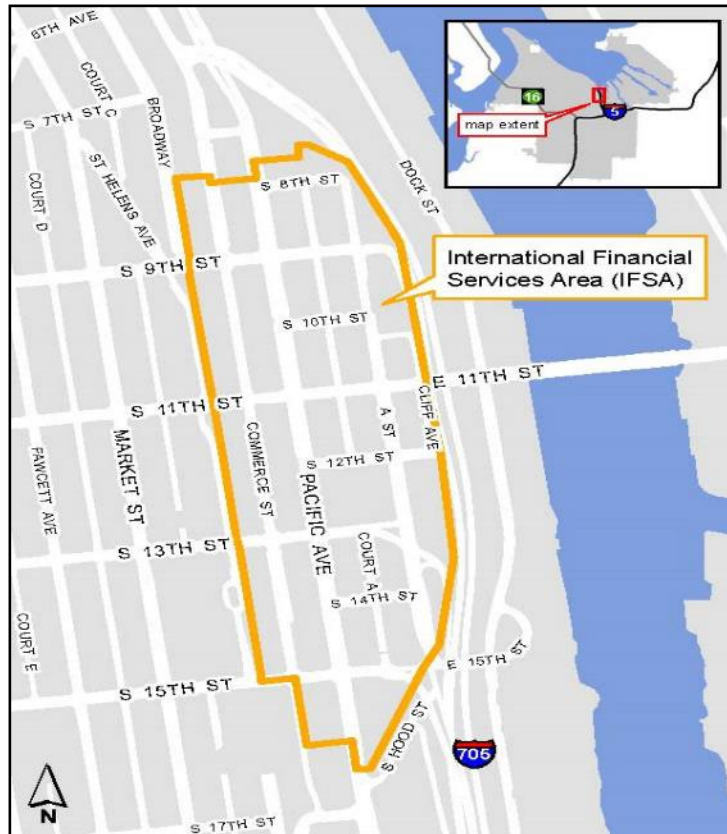 6TH AVE
COURT C
S 7TH ST
BROADWAY
ST HELENS AVE
COURT D
S 8TH ST
DOCK ST
16
5
map extent
International Financial
Services Area (IFSA)
S 9TH ST
S 10TH ST
E 11TH ST
S 11TH ST
CLIFF AVE
A ST
FAWCETT AVE
MARKET ST
COMMERCE ST
S 12TH ST
PACIFIC AVE
S 13TH ST
COURT A
S 14TH ST
COURT E
E 15TH ST
S 15TH ST
S HOOD ST
705
N
S 17TH ST